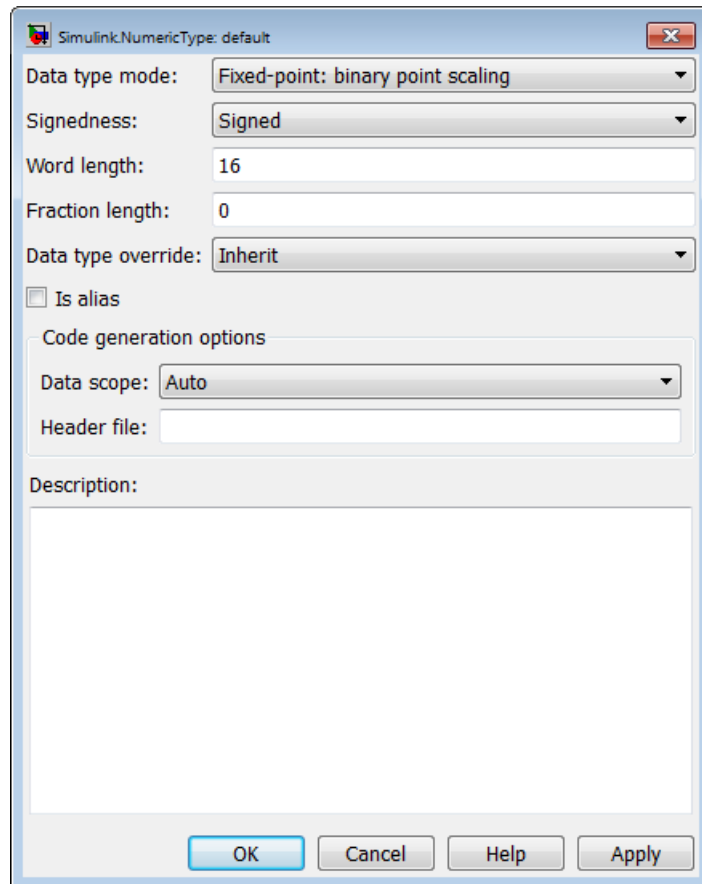 Simulink.NumericType: default
Data type mode: Fixed-point: binary point scaling
Signedness: Signed
Word length: 16
Fraction length: 0
Data type override: Inherit
Is alias
Code generation options
Data scope: Auto
Header file:
Description:
OK Cancel Help Apply